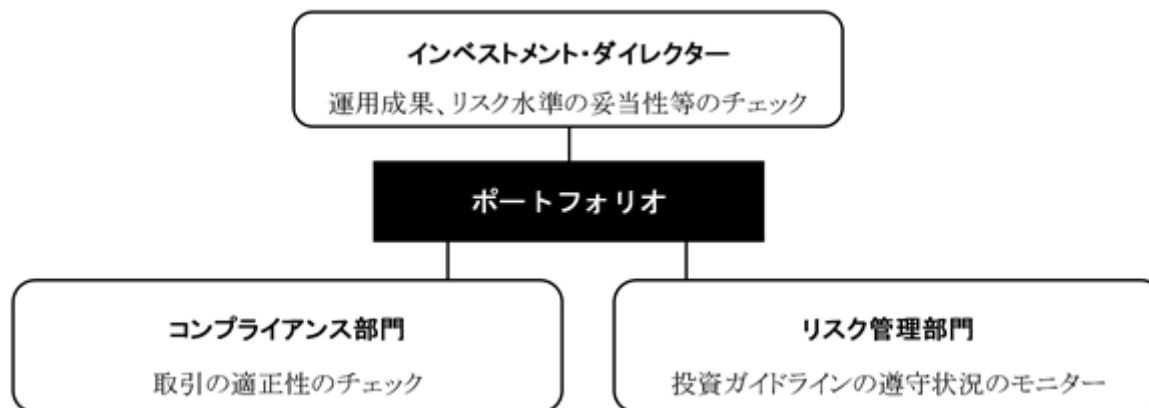 インベストメント・ダイレクター
運用成果、リスク水準の妥当性等のチェック
ポートフォリオ
コンプライアンス部門
取引の適正性のチェック
リスク管理部門
投資ガイドラインの遵守状況のモニター